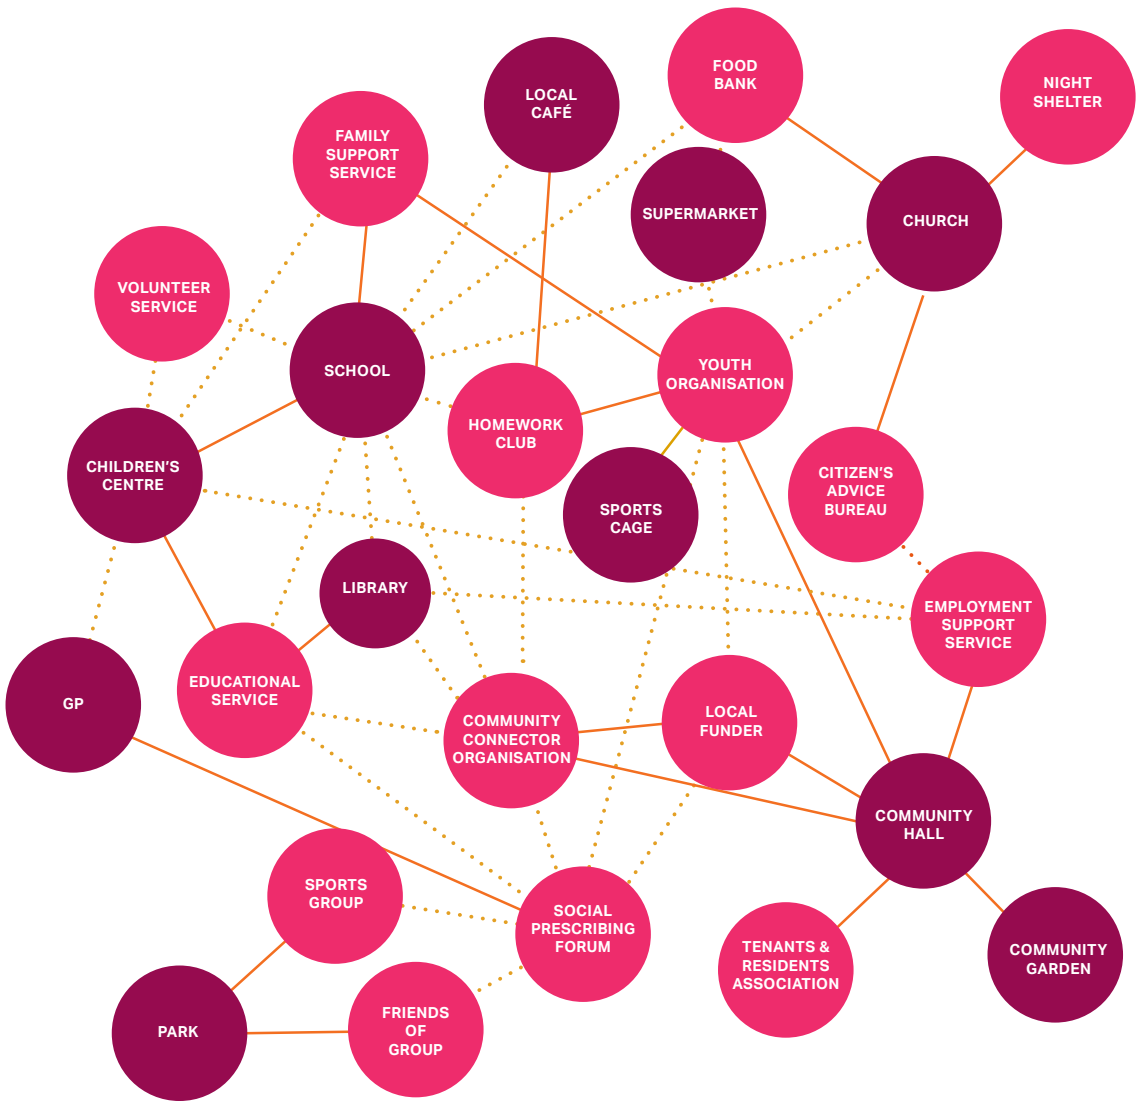 FOOD
BANK
NIGHT
SHELTER
LOCAL
CAFÉ
FAMILY
SUPPORT
SERVICE
SUPERMARKET
CHURCH
VOLUNTEER
SERVICE
SCHOOL
YOUTH
ORGANISATION
HOMEWORK
CLUB
CHILDREN'S
CENTRE
CITIZEN'S
ADVICE
BUREAU
SPORTS
CAGE
LIBRARY
EMPLOYMENT
SUPPORT
SERVICE
EDUCATIONAL
SERVICE
GP
COMMUNITY
CONNECTOR
ORGANISATION
LOCAL
FUNDER
COMMUNITY
HALL
SPORTS
GROUP
SOCIAL
PRESCRIBING
FORUM
TENANTS &
RESIDENTS
ASSOCIATION
COMMUNITY
GARDEN
PARK
FRIENDS
OF
GROUP